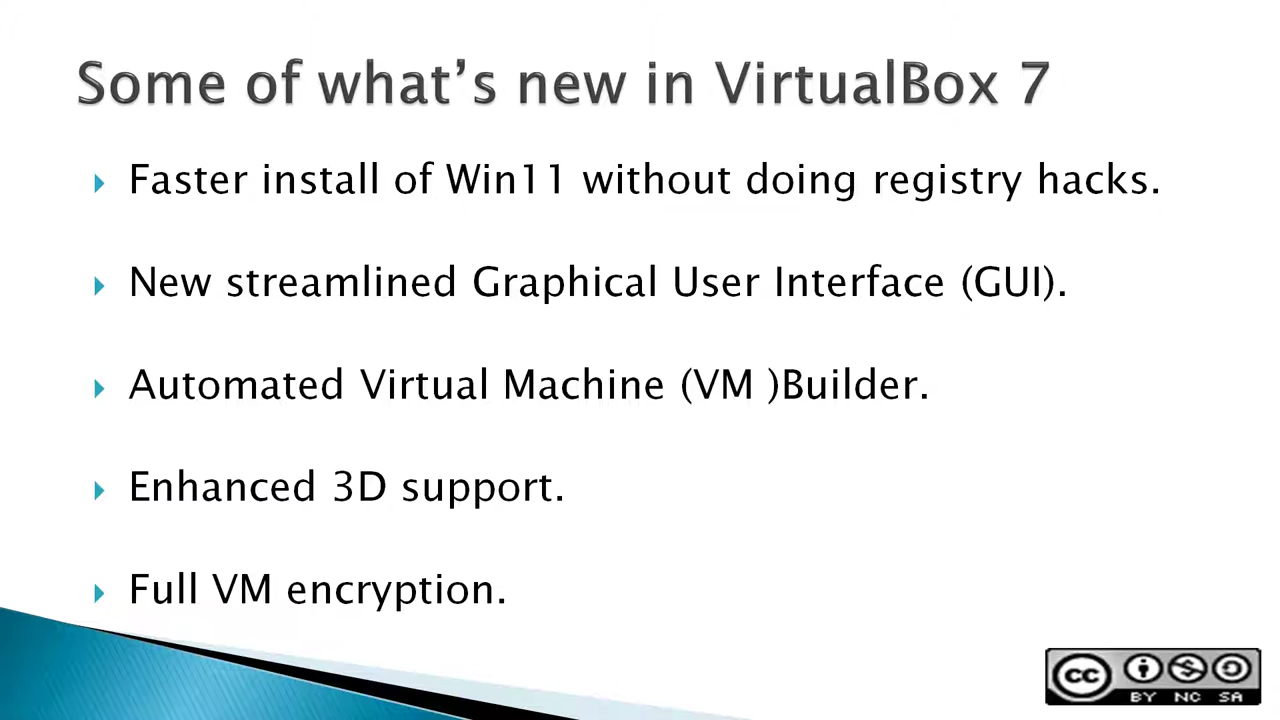 Some of what’s new in VirtualBox 7
Faster install of Win11 without doing registry hacks.
New streamlined Graphical User Interface (GUI).
Automated Virtual Machine (VM )Builder.
Enhanced 3D support.
Full VM encryption.
cc
BY NC SA